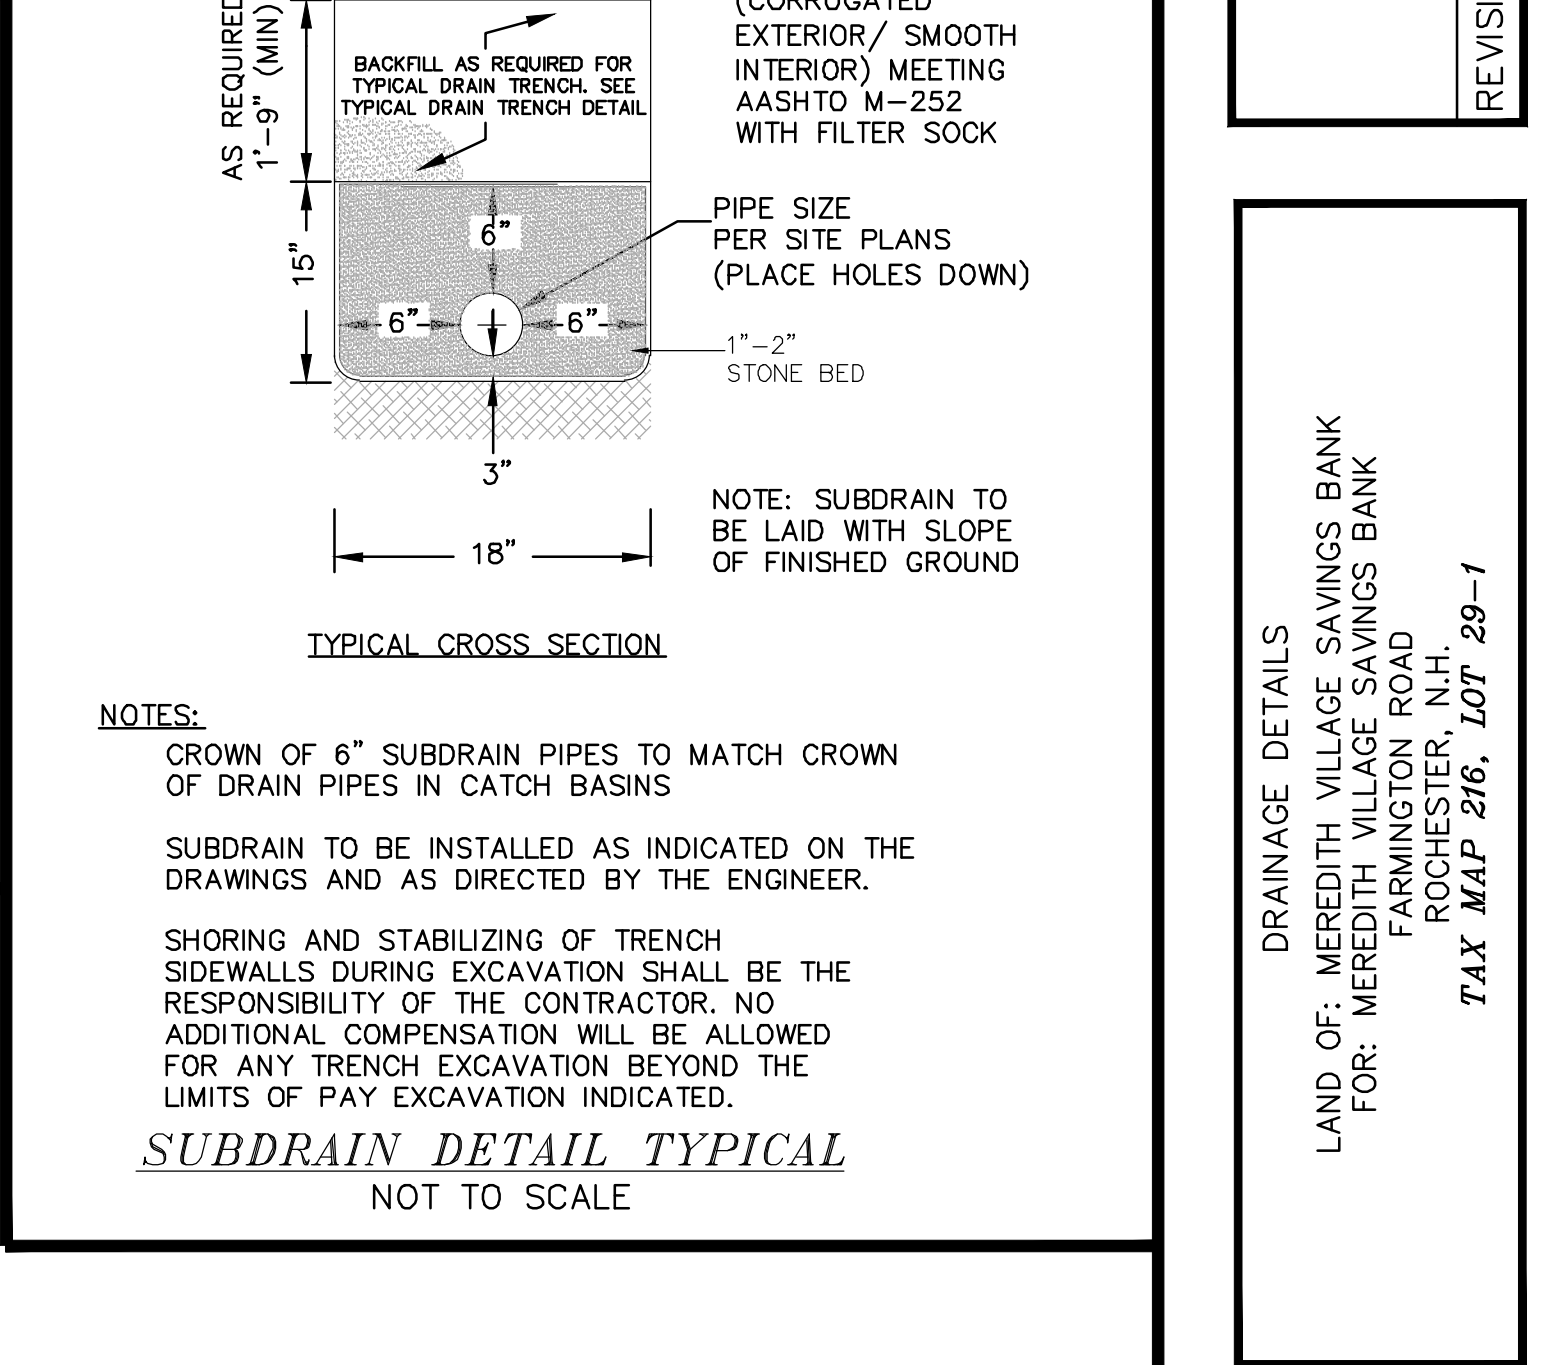 AS REQUIRED
1'-9" (MIN)
BACKFILL AS REQUIRED FOR
TYPICAL DRAIN TRENCH. SEE
TYPICAL DRAIN TRENCH DETAIL
(CORRUGATED
EXTERIOR/ SMOOTH
INTERIOR) MEETING
AASHTO M-252
WITH FILTER SOCK
15"
6"
6"
6"
PIPE SIZE
PER SITE PLANS
(PLACE HOLES DOWN)
1"-2"
STONE BED
3"
18"
NOTE: SUBDRAIN TO
BE LAID WITH SLOPE
OF FINISHED GROUND
TYPICAL CROSS SECTION
NOTES:
CROWN OF 6" SUBDRAIN PIPES TO MATCH CROWN
OF DRAIN PIPES IN CATCH BASINS
SUBDRAIN TO BE INSTALLED AS INDICATED ON THE
DRAWINGS AND AS DIRECTED BY THE ENGINEER.
SHORING AND STABILIZING OF TRENCH
SIDEWALLS DURING EXCAVATION SHALL BE THE
RESPONSIBILITY OF THE CONTRACTOR. NO
ADDITIONAL COMPENSATION WILL BE ALLOWED
FOR ANY TRENCH EXCAVATION BEYOND THE
LIMITS OF PAY EXCAVATION INDICATED.
SUBDRAIN DETAIL TYPICAL
NOT TO SCALE
REVISI
DRAINAGE DETAILS
LAND OF: MEREDITH VILLAGE SAVINGS BANK
FOR: MEREDITH VILLAGE SAVINGS BANK
FARMINGTON ROAD
ROCHESTER, N.H.
TAX MAP 216, LOT 29-1